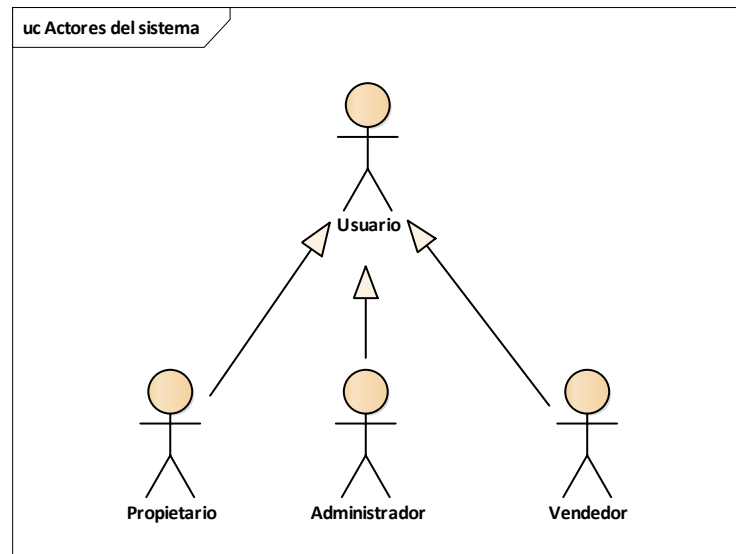 uc Actores del sistema
Usuario
Propietario
Administrador
Vendedor